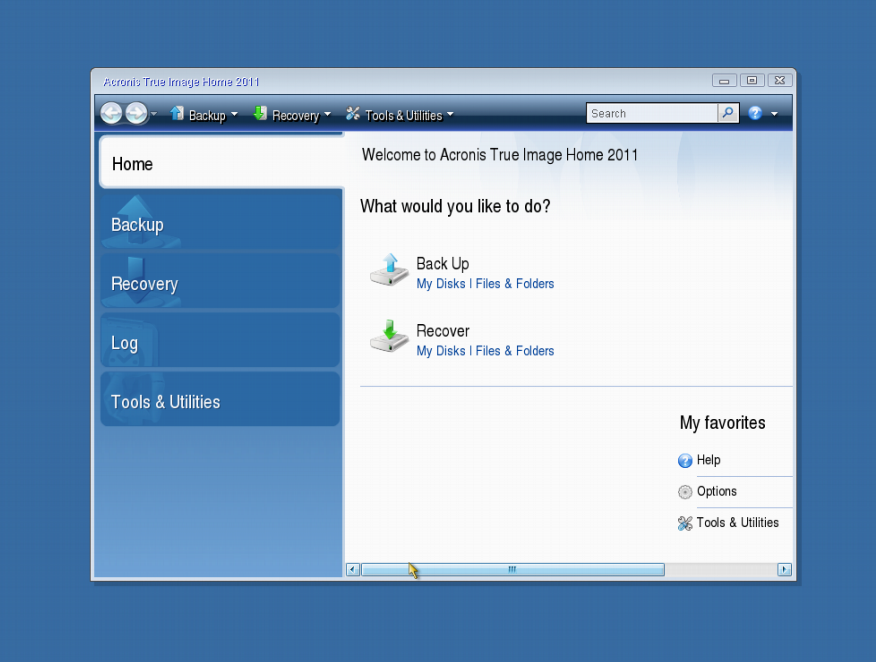 Acronis True Image Home 2011
Backup Recovery Tools & Utilities Search
Home
Backup
Recovery
Log
Tools & Utilities
Welcome to Acronis True Image Home 2011
What would you like to do?
Back Up
My Disks | Files & Folders
Recover
My Disks | Files & Folders
My favorites
Help
Options
Tools & Utilities